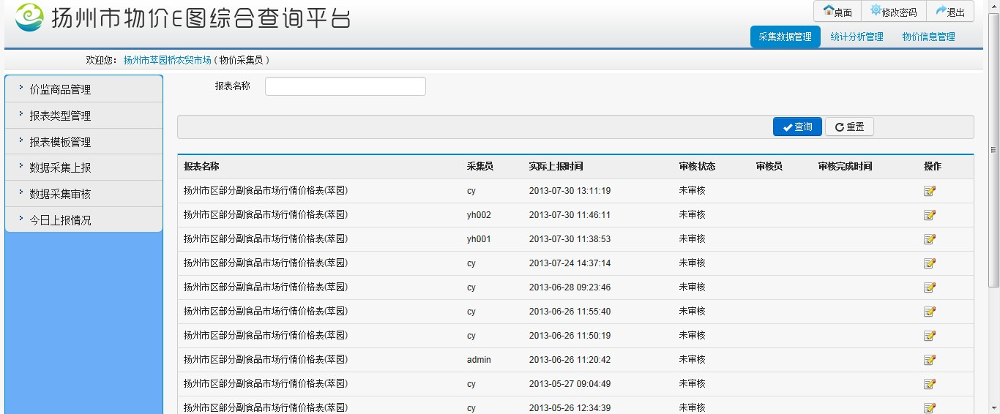 扬州市物价E图综合查询平台
桌面 修改密码 退出
采集数据管理 统计分析管理 物价信息管理
欢迎您： 扬州市萃园桥农贸市场 ( 物价采集员 )
价监商品管理
报表类型管理
报表模板管理
数据采集上报
数据采集审核
今日上报情况
报表名称
查询 重置
报表名称 采集员 实际上报时间 审核状态 审核员 审核完成时间 操作
扬州市区部分副食品市场行情价格表(萃园) cy 2013-07-30 13:11:19 未审核
扬州市区部分副食品市场行情价格表(萃园) yh002 2013-07-30 11:46:11 未审核
扬州市区部分副食品市场行情价格表(萃园) yh001 2013-07-30 11:38:53 未审核
扬州市区部分副食品市场行情价格表(萃园) cy 2013-07-24 14:37:14 未审核
扬州市区部分副食品市场行情价格表(萃园) cy 2013-06-28 09:23:46 未审核
扬州市区部分副食品市场行情价格表(萃园) cy 2013-06-26 11:55:40 未审核
扬州市区部分副食品市场行情价格表(萃园) cy 2013-06-26 11:50:19 未审核
扬州市区部分副食品市场行情价格表(萃园) admin 2013-06-26 11:20:42 未审核
扬州市区部分副食品市场行情价格表(萃园) cy 2013-05-27 09:04:49 未审核
扬州市区部分副食品市场行情价格表(萃园) cy 2013-05-26 12:34:39 未审核